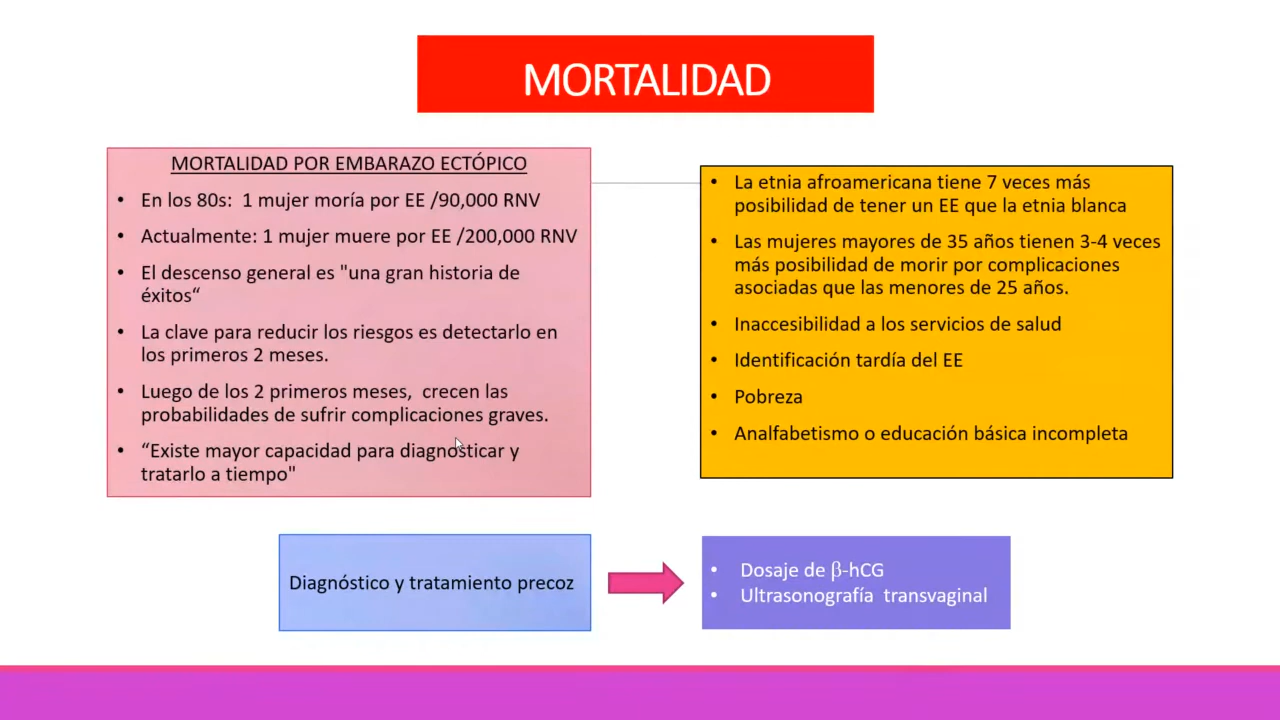 MORTALIDAD
MORTALIDAD POR EMBARAZO ECTÓPICO
• En los 80s:  1 mujer moría por EE /90,000 RNV
• Actualmente: 1 mujer muere por EE /200,000 RNV
• El descenso general es "una gran historia de
éxitos“
• La clave para reducir los riesgos es detectarlo en
los primeros 2 meses.
• Luego de los 2 primeros meses,  crecen las
probabilidades de sufrir complicaciones graves.
• “Existe mayor capacidad para diagnosticar y
tratarlo a tiempo"
• La etnia afroamericana tiene 7 veces más
posibilidad de tener un EE que la etnia blanca
• Las mujeres mayores de 35 años tienen 3-4 veces
más posibilidad de morir por complicaciones
asociadas que las menores de 25 años.
• Inaccesibilidad a los servicios de salud
• Identificación tardía del EE
• Pobreza
• Analfabetismo o educación básica incompleta
Diagnóstico y tratamiento precoz
• Dosaje de β-hCG
• Ultrasonografía  transvaginal